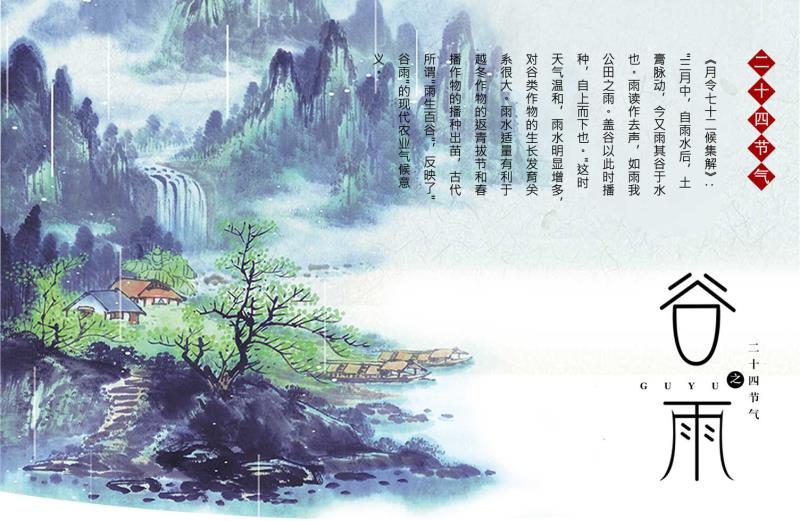 二十四节气
《月令七十二候集解》：
“三月中，自雨水后，土
膏脉动，今又雨其谷于水
也。雨读作去声，如雨我
公田之雨。盖谷以此时播
种，自上而下也。”这时
天气温和，雨水明显增多，
对谷类作物的生长发育关
系很大。雨水适量有利于
越冬作物的返青拔节和春
播作物的播种出苗，古代
所谓“雨生百谷”，反映了“
谷雨”的现代农业气候意
义。
谷雨
GUYU
之
二十四节气